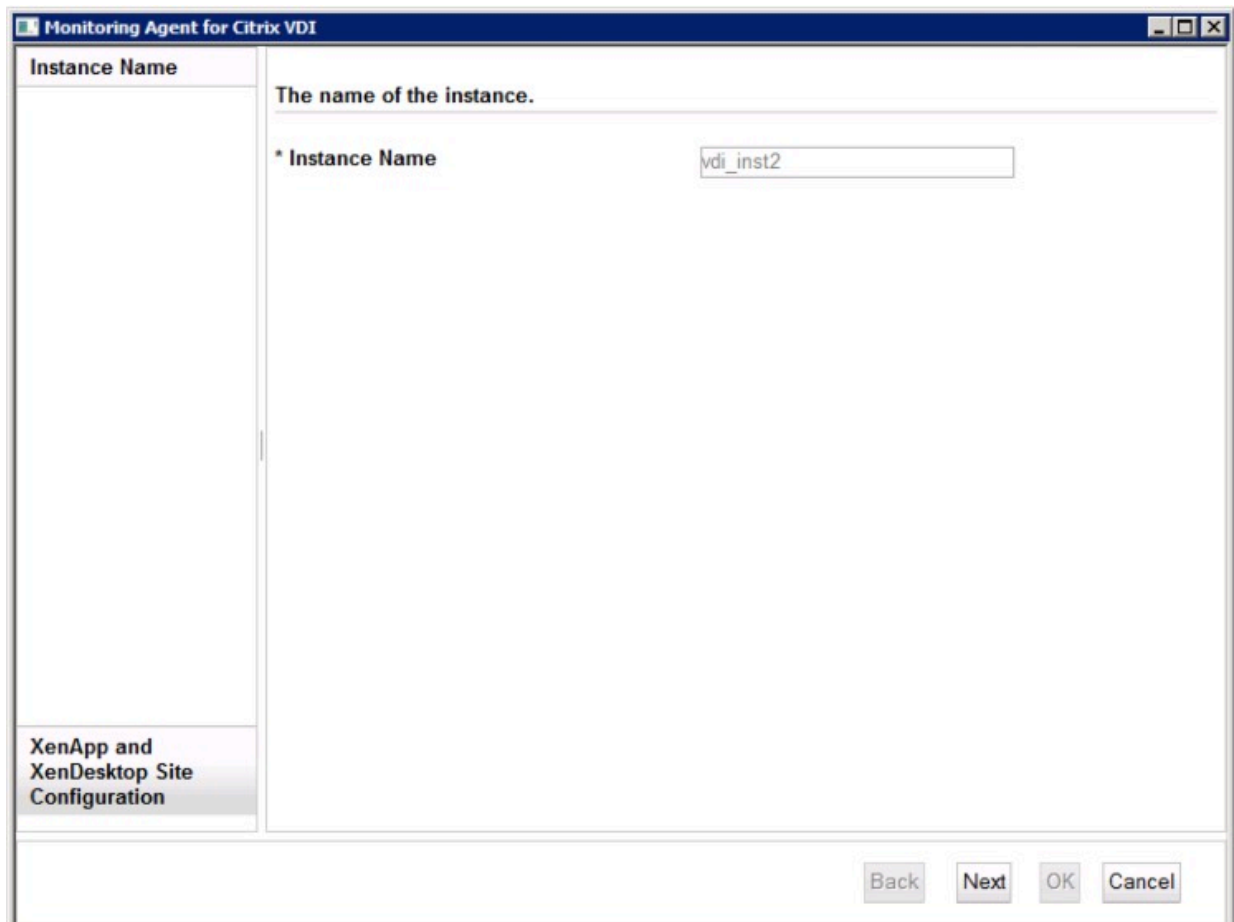 Monitoring Agent for Citrix VDI
Instance Name
The name of the instance.
* Instance Name
vdi_inst2
XenApp and
XenDesktop Site
Configuration
Back Next OK Cancel